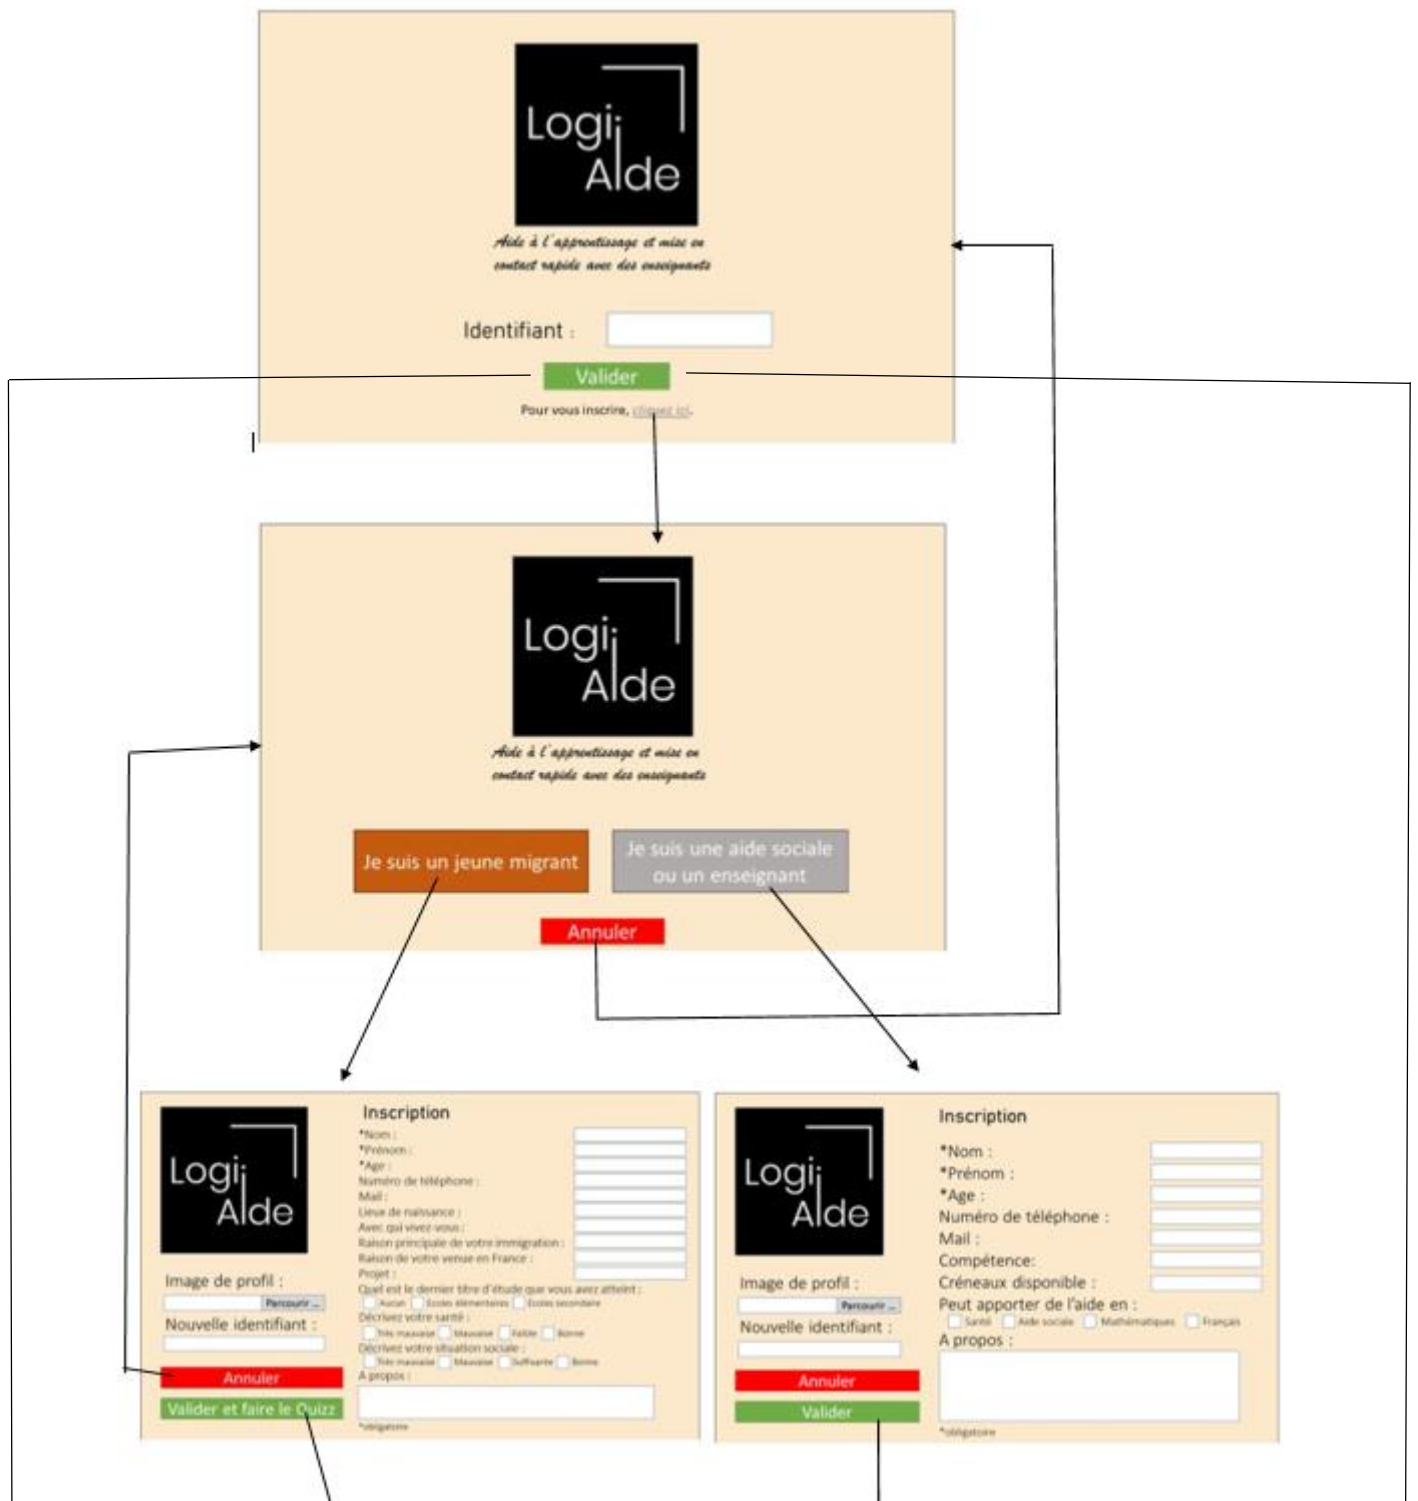 Logi
AIde
Aide à l'apprentissage et mise en
contact rapide avec des enseignants
Identifiant :
Valider
Pour vous inscrire, cliquez ici.
Logi
AIde
Aide à l'apprentissage et mise en
contact rapide avec des enseignants
Je suis un jeune migrant
Je suis une aide sociale
ou un enseignant
Annuler
Logi
AIde
Image de profil :
Parcourir ...
Nouvelle identifiant :
Annuler
Valider et faire le Quizz
Inscription
*Nom :
*Prénom :
*Age :
Numéro de téléphone :
Mail :
Lieux de naissance :
Avec qui vivez-vous :
Raison principale de votre immigration :
Raison de votre venue en France :
Projet :
Quel est le dernier titre d'étude que vous avez atteint :
Aucun Ecoles élémentaires Ecoles secondaire
Décrivez votre santé :
Très mauvaise Mauvaise Faible Bonne
Décrivez votre situation sociale :
Très mauvaise Mauvaise Suffisante Bonne
A propos :
*obligatoire
Logi
AIde
Image de profil :
Parcourir ...
Nouvelle identifiant :
Annuler
Valider
Inscription
*Nom :
*Prénom :
*Age :
Numéro de téléphone :
Mail :
Compétence:
Créneaux disponible :
Peut apporter de l'aide en :
Santé Aide sociale Mathématiques Français
A propos :
*obligatoire